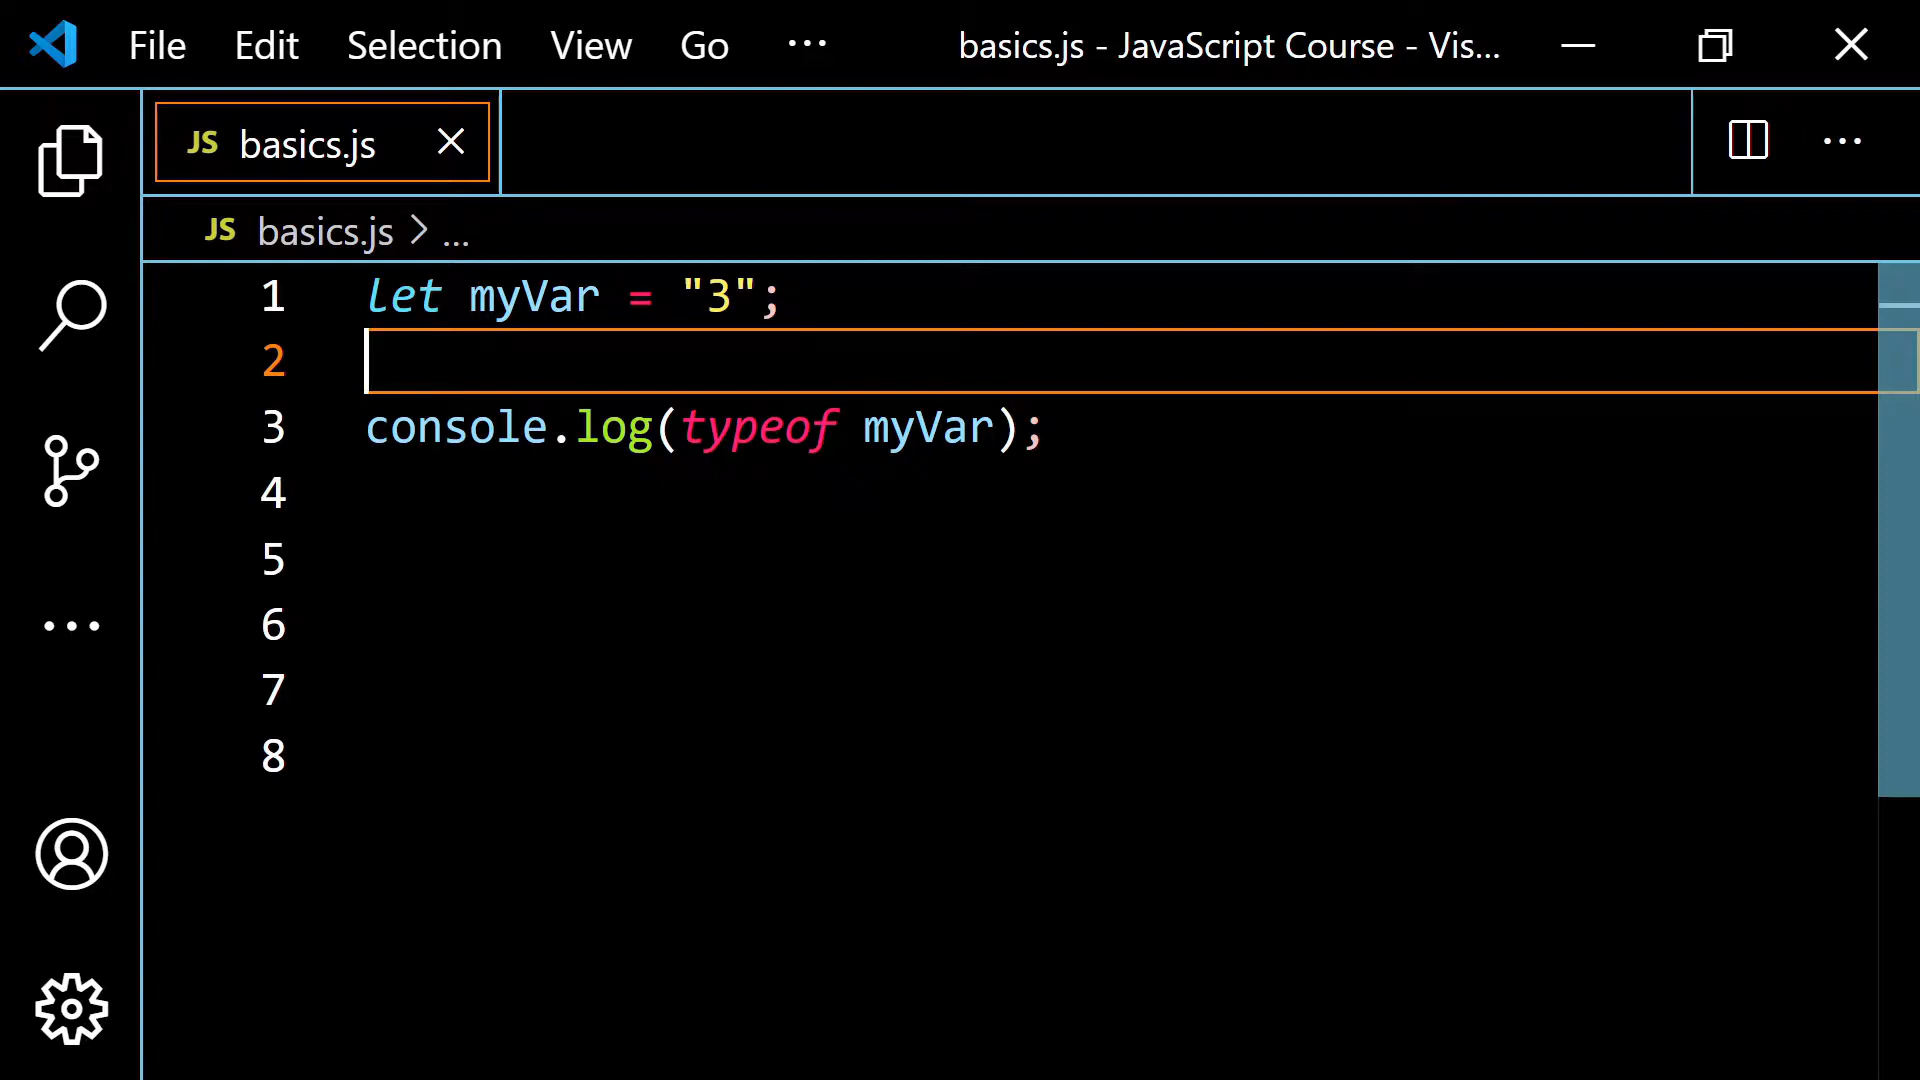 File Edit Selection View Go ... basics.js - JavaScript Course - Vis...
JS basics.js
JS basics.js > ...
1 let myVar = "3";
2
3 console.log(typeof myVar);
4
5
6
7
8